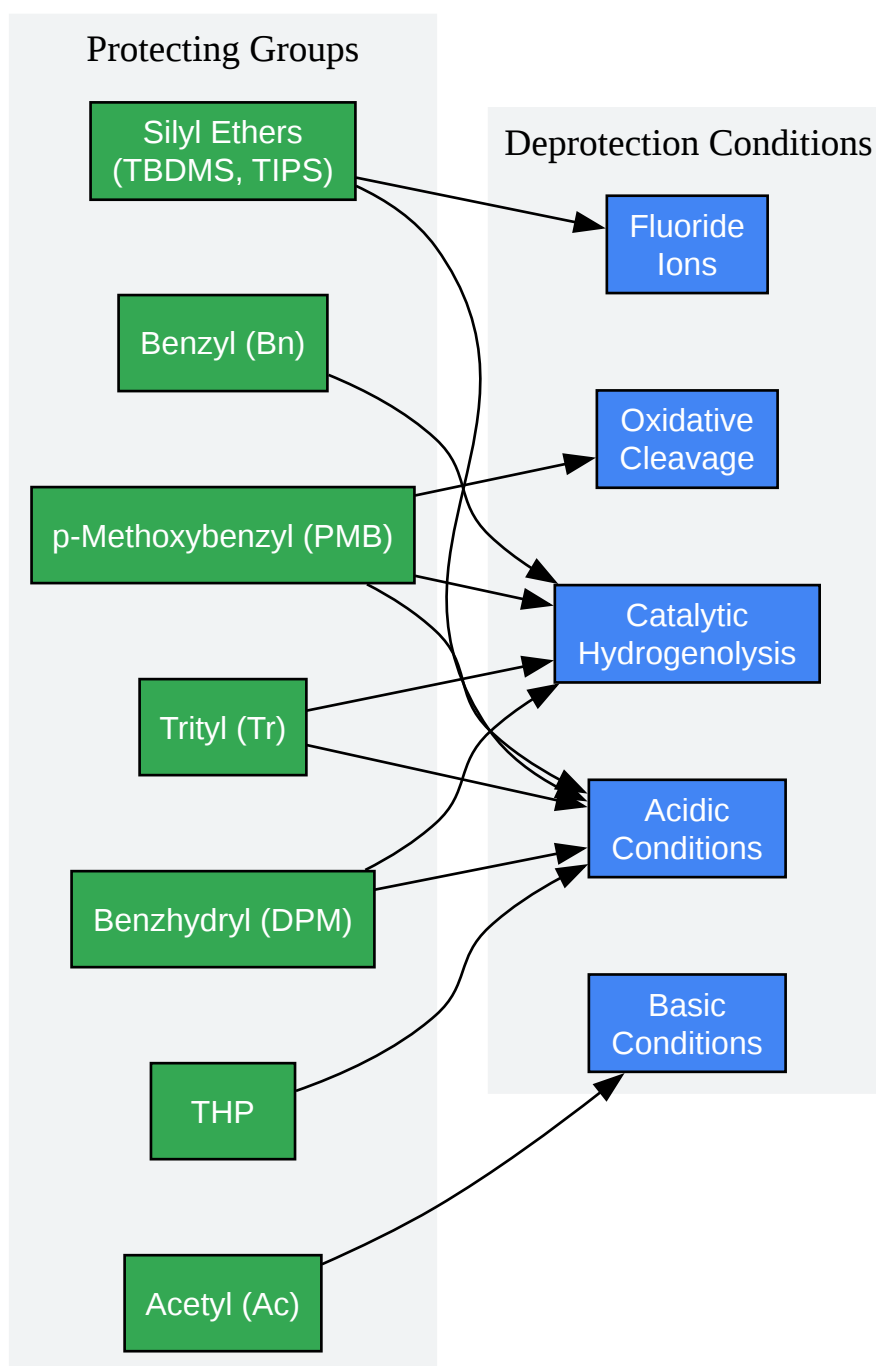 Protecting Groups
Silyl Ethers
(TBDMS, TIPS)
Benzyl (Bn)
p-Methoxybenzyl (PMB)
Trityl (Tr)
Benzhydryl (DPM)
THP
Acetyl (Ac)
Deprotection Conditions
Fluoride
Ions
Oxidative
Cleavage
Catalytic
Hydrogenolysis
Acidic
Conditions
Basic
Conditions